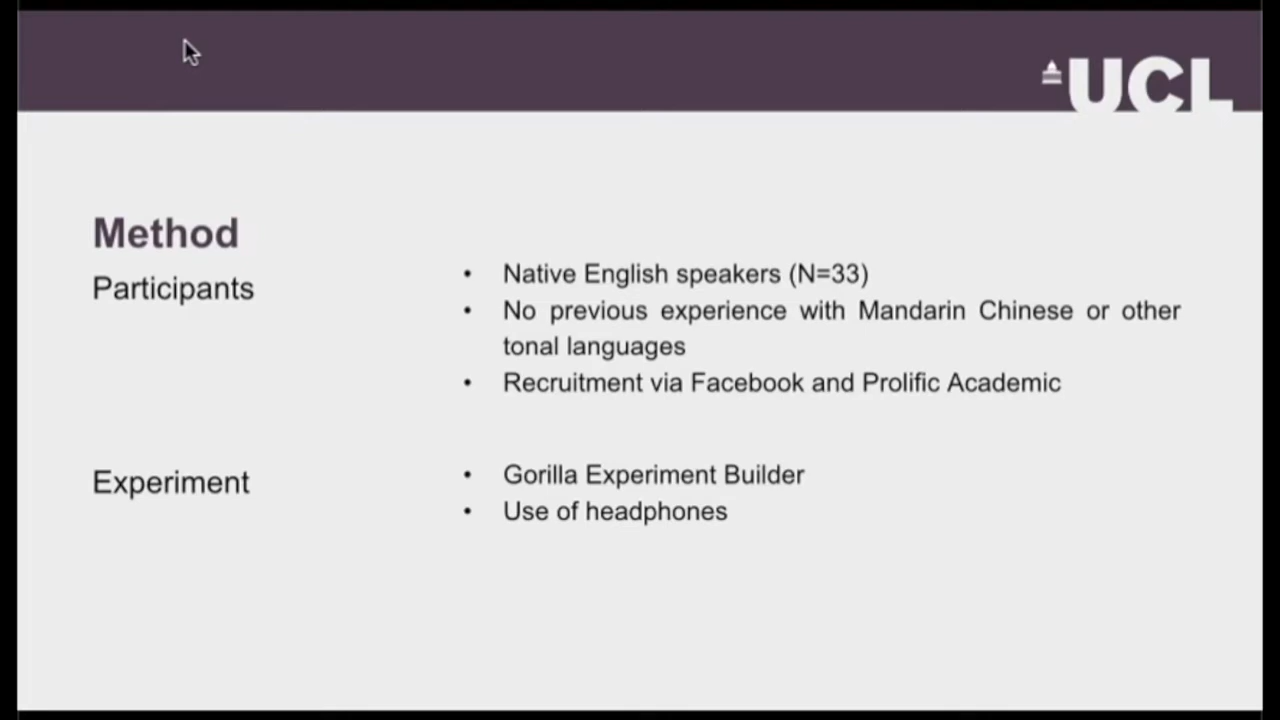 UCL
Method
Participants
• Native English speakers (N=33)
• No previous experience with Mandarin Chinese or other
tonal languages
• Recruitment via Facebook and Prolific Academic
Experiment
• Gorilla Experiment Builder
• Use of headphones